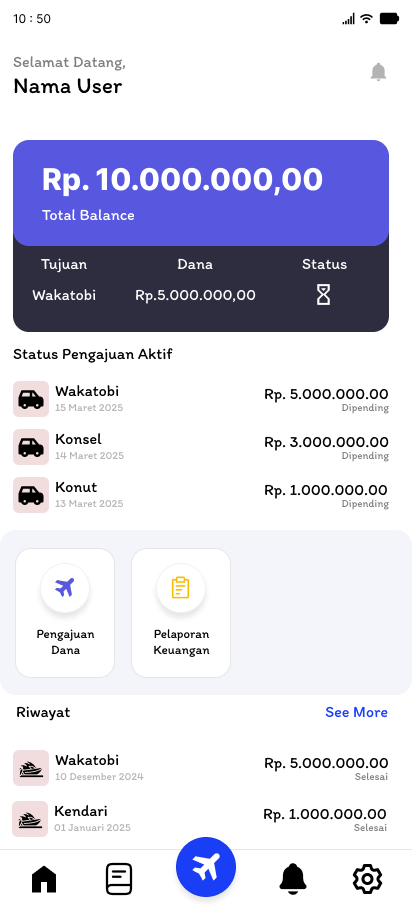 10 : 50
Selamat Datang,
Nama User
Rp. 10.000.000,00
Total Balance
Tujuan Dana Status
Wakatobi Rp.5.000.000,00
Status Pengajuan Aktif
Wakatobi Rp. 5.000.000.00
15 Maret 2025 Dipending
Konsel Rp. 3.000.000.00
14 Maret 2025 Dipending
Konut Rp. 1.000.000.00
13 Maret 2025 Dipending
Pengajuan Pelaporan
Dana Keuangan
Riwayat See More
Wakatobi Rp. 5.000.000.00
10 Desember 2024 Selesai
Kendari Rp. 1.000.000.00
01 Januari 2025 Selesai